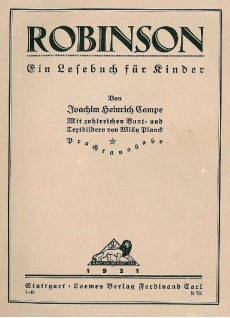 ROBINSON
Ein Lesebuch für Kinder
Von
Joachim Heinrich Campe
Mit zahlreichen Bunt- und
Textbildern von Willy Planck
Prachtausgabe
1921
Stuttgart · Loewes Verlag Ferdinand Carl